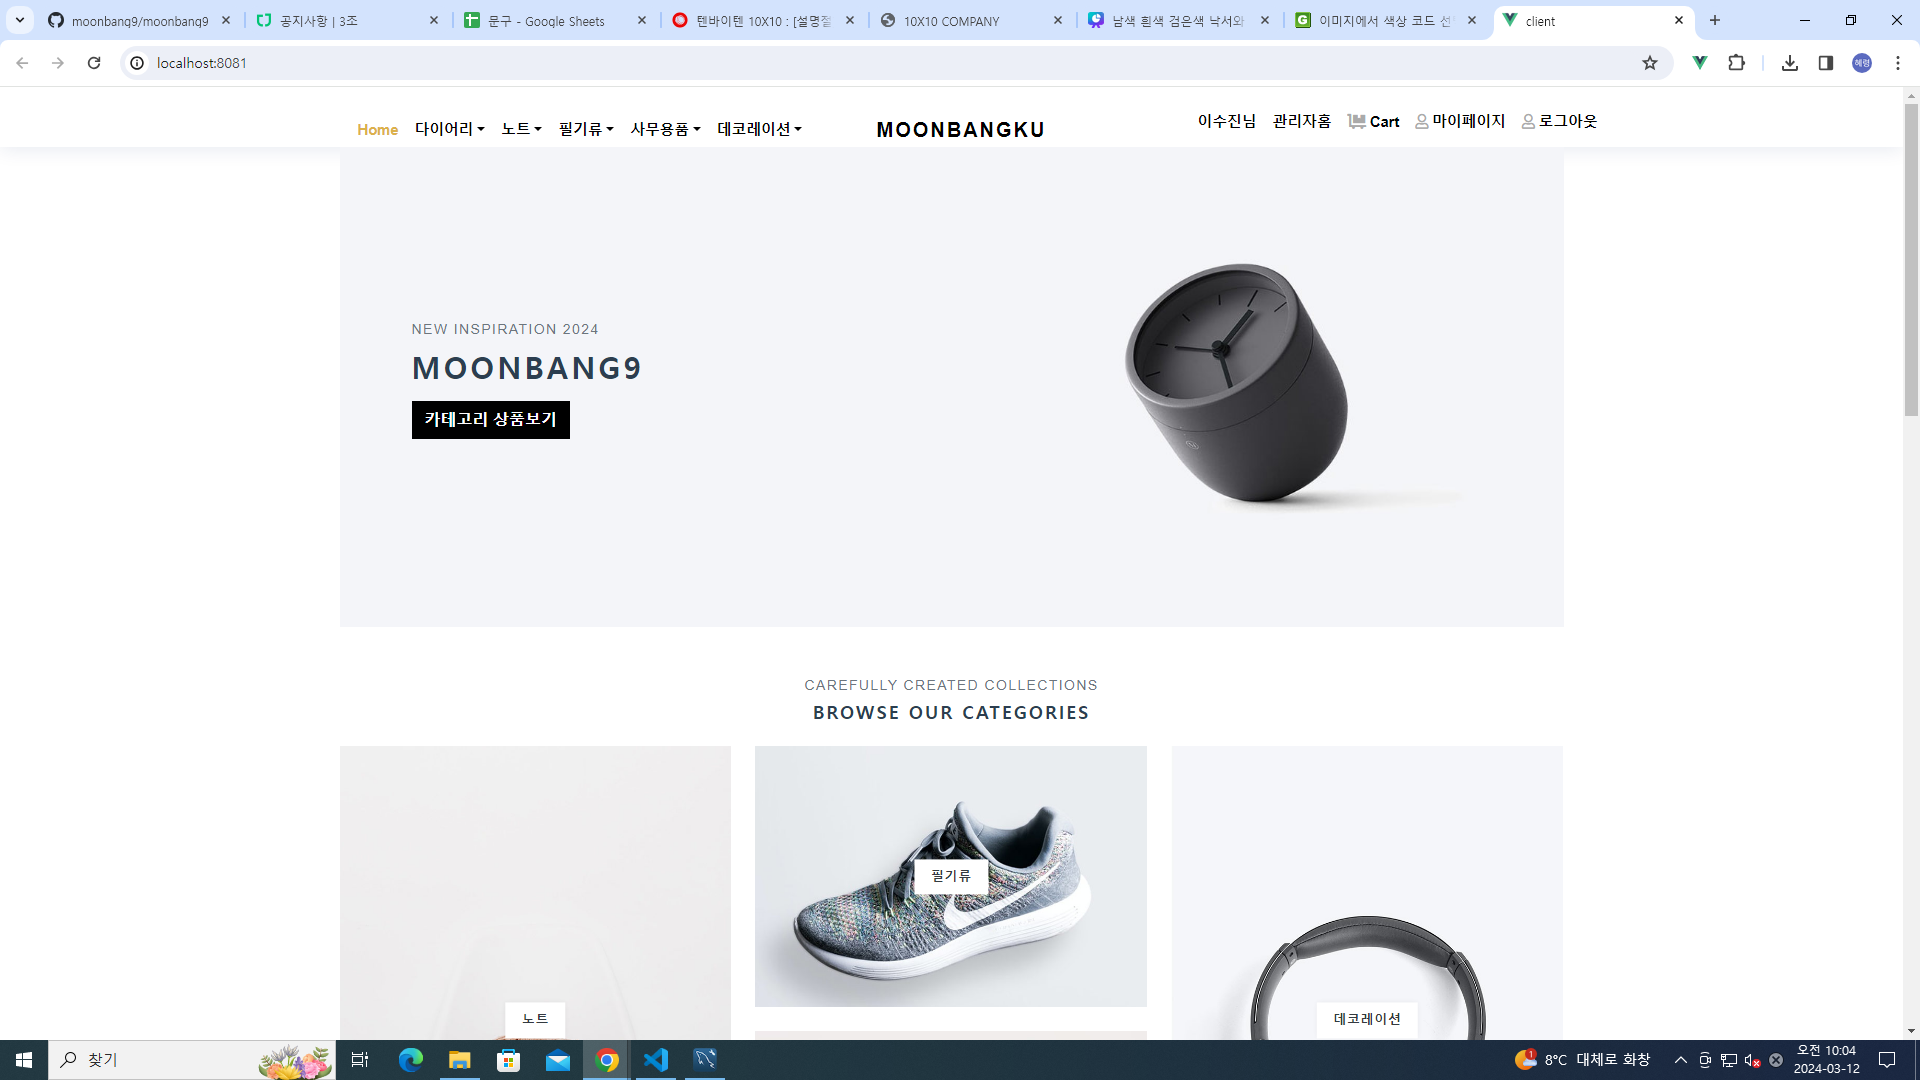 moonbang9/moonbang9
공지사항 | 3조
문구 - Google Sheets
텐바이텐 10X10 : [설명절
10X10 COMPANY
남색 흰색 검은색 낙서와
이미지에서 색상 코드 선
client
localhost:8081
혜령
Home 다이어리 노트 필기류 사무용품 데코레이션
MOONBANGKU
이수진님 관리자홈 Cart 마이페이지 로그아웃
NEW INSPIRATION 2024
MOONBANG9
카테고리 상품보기
CAREFULLY CREATED COLLECTIONS
BROWSE OUR CATEGORIES
필기류
노트
데코레이션
찾기
1
8°C 대체로 화창
오전 10:04
2024-03-12